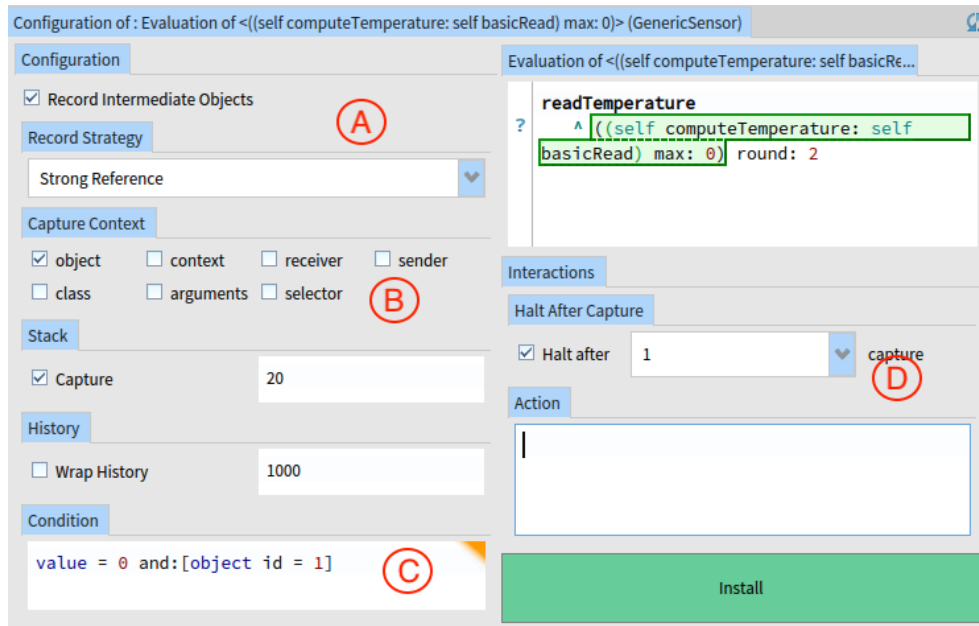 Configuration of : Evaluation of <((self computeTemperature: self basicRead) max: 0)> (GenericSensor)
Configuration
Record Intermediate Objects
A
Record Strategy
Strong Reference
Capture Context
object context receiver sender
class arguments selector
B
Stack
Capture 20
History
Wrap History 1000
Condition
value = 0 and:[object id = 1]
C
Evaluation of <((self computeTemperature: self basicRe...
readTemperature
? ^ ((self computeTemperature: self
basicRead) max: 0) round: 2
Interactions
Halt After Capture
Halt after 1 capture
D
Action
Install